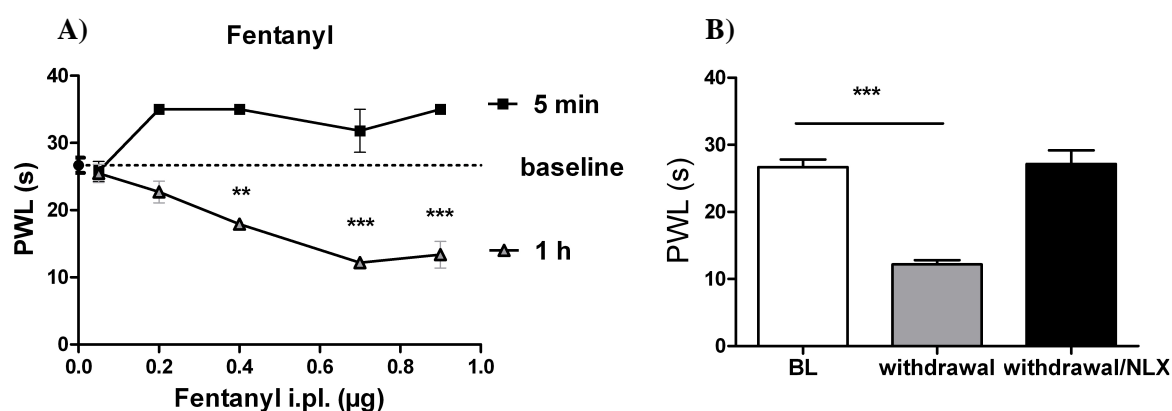 A)
Fentanyl
PWL (s)
40
30
20
10
0
0.0 0.2 0.4 0.6 0.8 1.0
Fentanyl i.pl. (µg)
** *** ***
5 min
baseline
1 h
B)
PWL (s)
40
30
20
10
0
***
BL withdrawal withdrawal/NLX